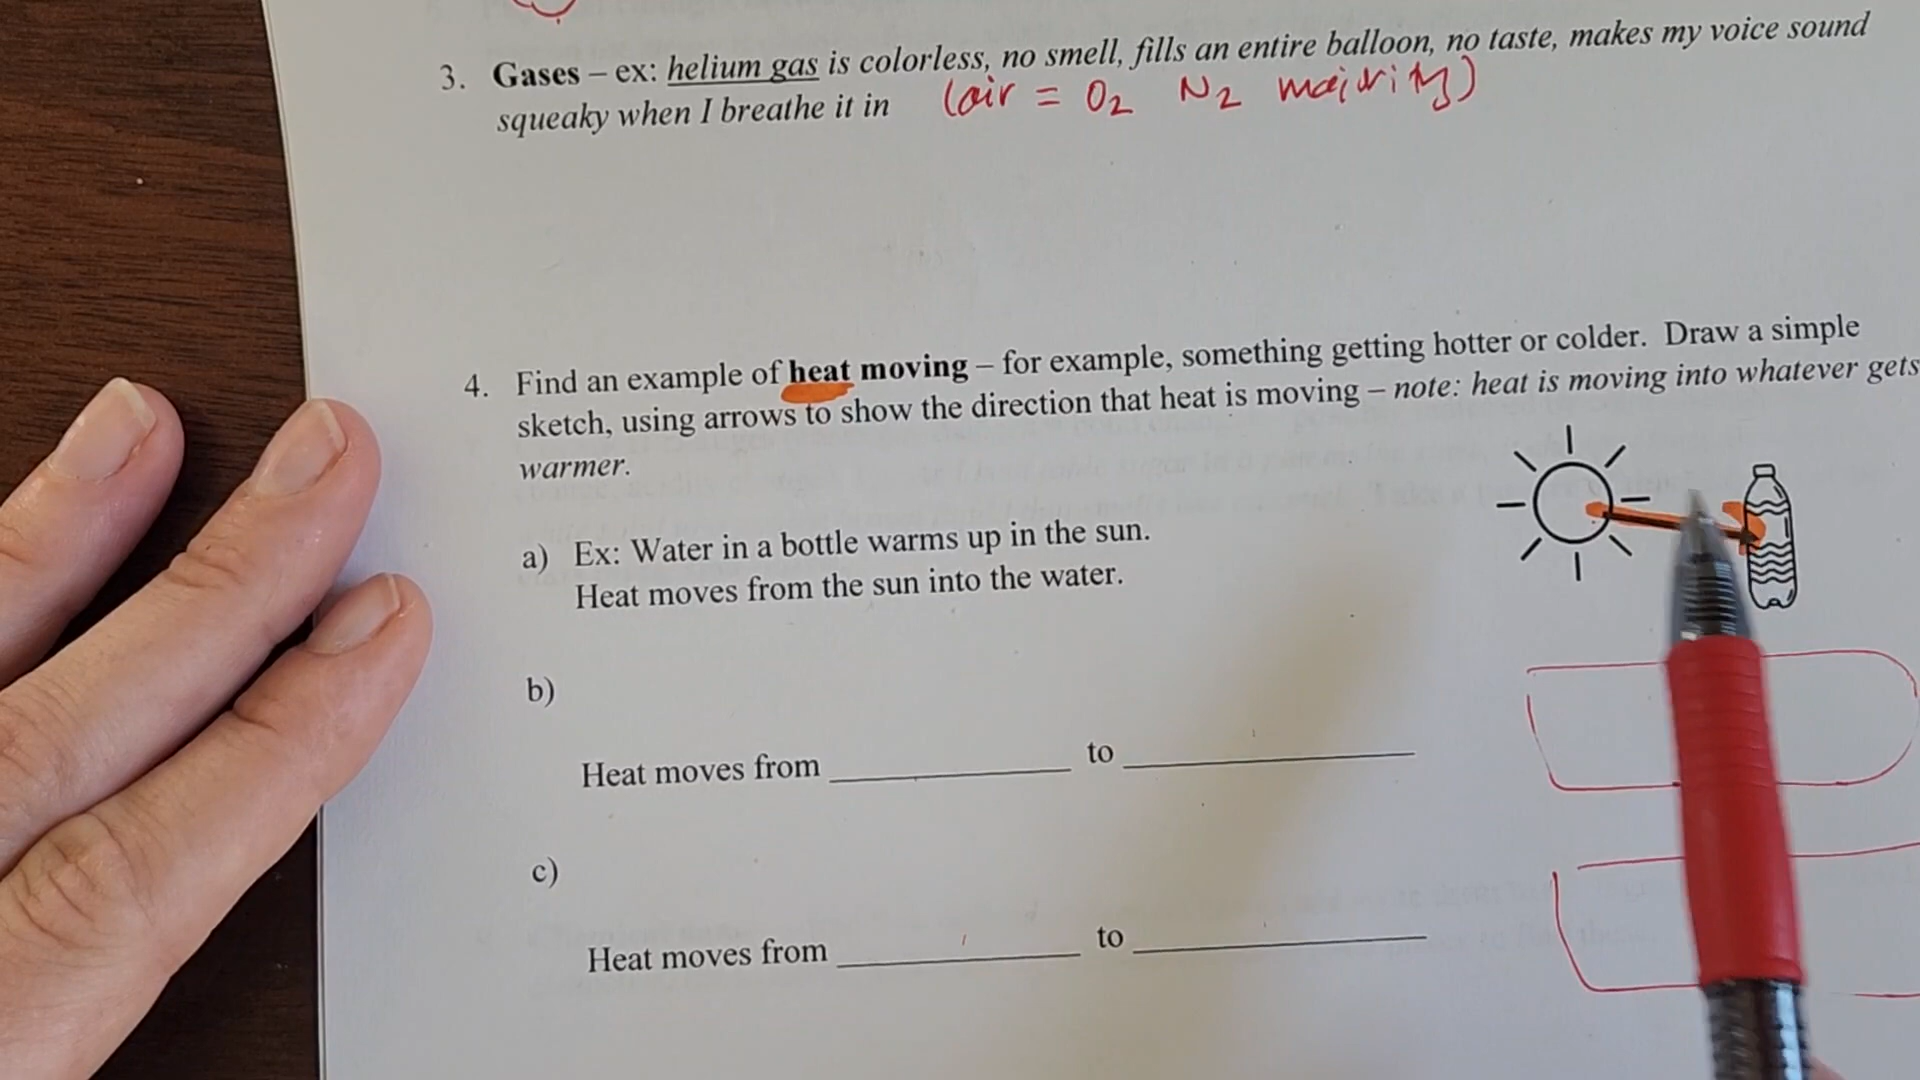 3. Gases – ex: helium gas is colorless, no smell, fills an entire balloon, no taste, makes my voice sound
squeaky when I breathe it in (air = O₂ N₂ majority)
4. Find an example of heat moving – for example, something getting hotter or colder. Draw a simple
sketch, using arrows to show the direction that heat is moving – note: heat is moving into whatever gets
warmer.
a) Ex: Water in a bottle warms up in the sun.
Heat moves from the sun into the water.
b)
Heat moves from ____________ to ____________
c)
Heat moves from ____________ to ____________